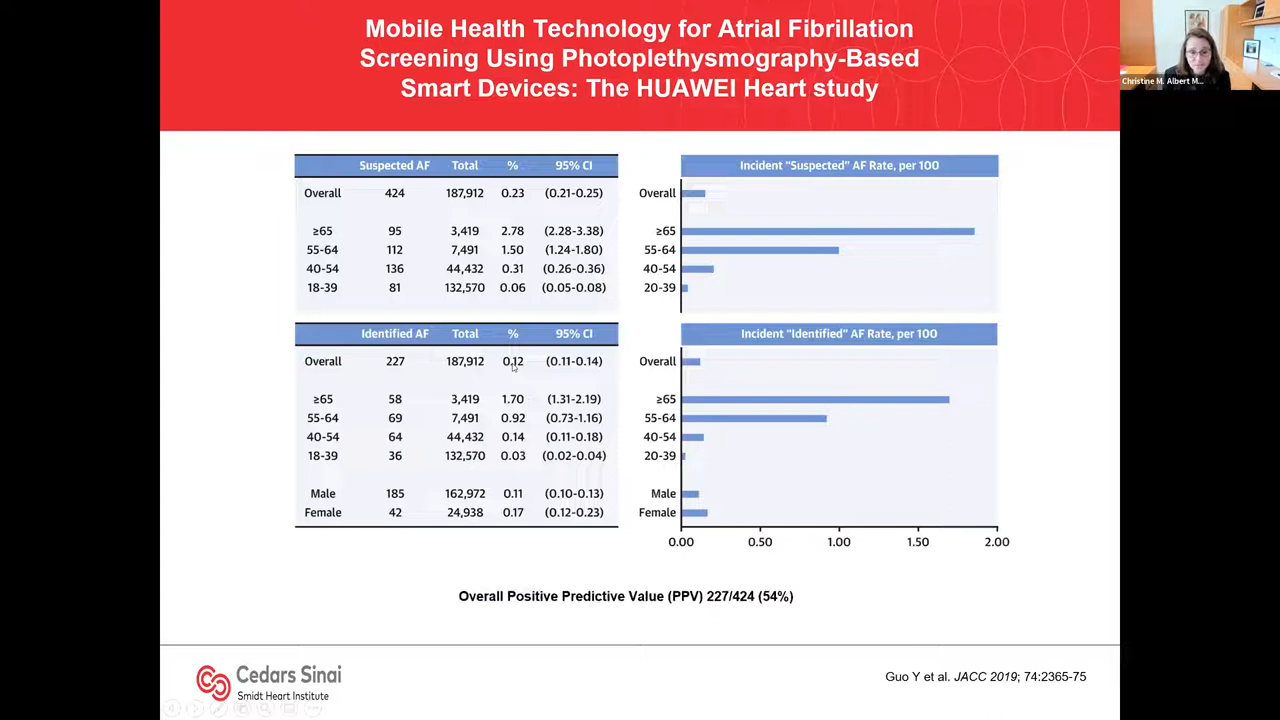 Mobile Health Technology for Atrial Fibrillation
Screening Using Photoplethysmography-Based
Smart Devices: The HUAWEI Heart study
Christine M. Albert M...
Suspected AF Total % 95% CI
Overall 424 187,912 0.23 (0.21-0.25)
≥65 95 3,419 2.78 (2.28-3.38)
55-64 112 7,491 1.50 (1.24-1.80)
40-54 136 44,432 0.31 (0.26-0.36)
18-39 81 132,570 0.06 (0.05-0.08)
Incident "Suspected" AF Rate, per 100
Overall
≥65
55-64
40-54
20-39
Identified AF Total % 95% CI
Overall 227 187,912 0.12 (0.11-0.14)
≥65 58 3,419 1.70 (1.31-2.19)
55-64 69 7,491 0.92 (0.73-1.16)
40-54 64 44,432 0.14 (0.11-0.18)
18-39 36 132,570 0.03 (0.02-0.04)
Male 185 162,972 0.11 (0.10-0.13)
Female 42 24,938 0.17 (0.12-0.23)
Incident "Identified" AF Rate, per 100
Overall
≥65
55-64
40-54
20-39
Male
Female
0.00 0.50 1.00 1.50 2.00
Overall Positive Predictive Value (PPV) 227/424 (54%)
Cedars Sinai
Smidt Heart Institute
Guo Y et al. JACC 2019; 74:2365-75